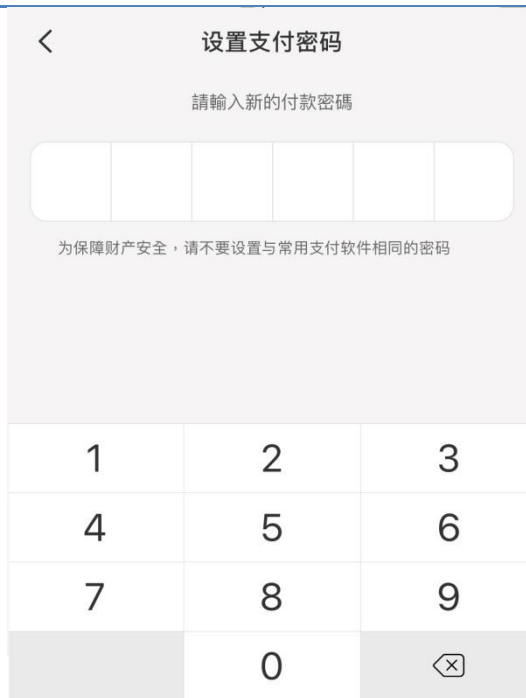 设置支付密码
請輸入新的付款密碼
为保障财产安全，请不要设置与常用支付软件相同的密码
1 2 3
4 5 6
7 8 9
0